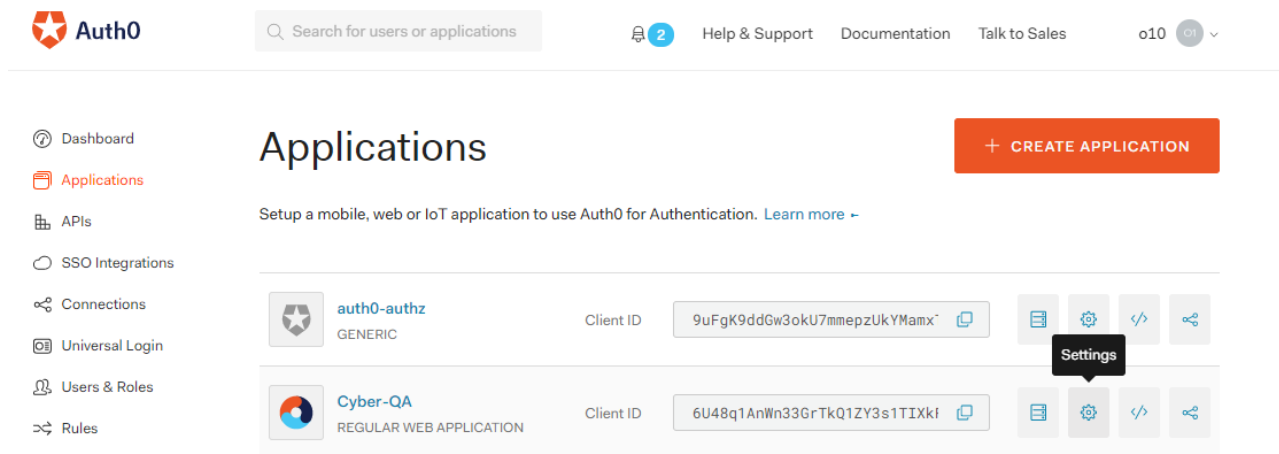 Auth0
Search for users or applications
2
Help & Support
Documentation
Talk to Sales
o10
O1
Dashboard
Applications
APIs
SSO Integrations
Connections
Universal Login
Users & Roles
Rules
Applications
+ CREATE APPLICATION
Setup a mobile, web or IoT application to use Auth0 for Authentication. Learn more
auth0-authz
GENERIC
Client ID
9uFgK9ddGw3okU7mmepzUkYMamx
Settings
Cyber-QA
REGULAR WEB APPLICATION
Client ID
6U48q1AnWn33GrTkQ1ZY3s1TIXk